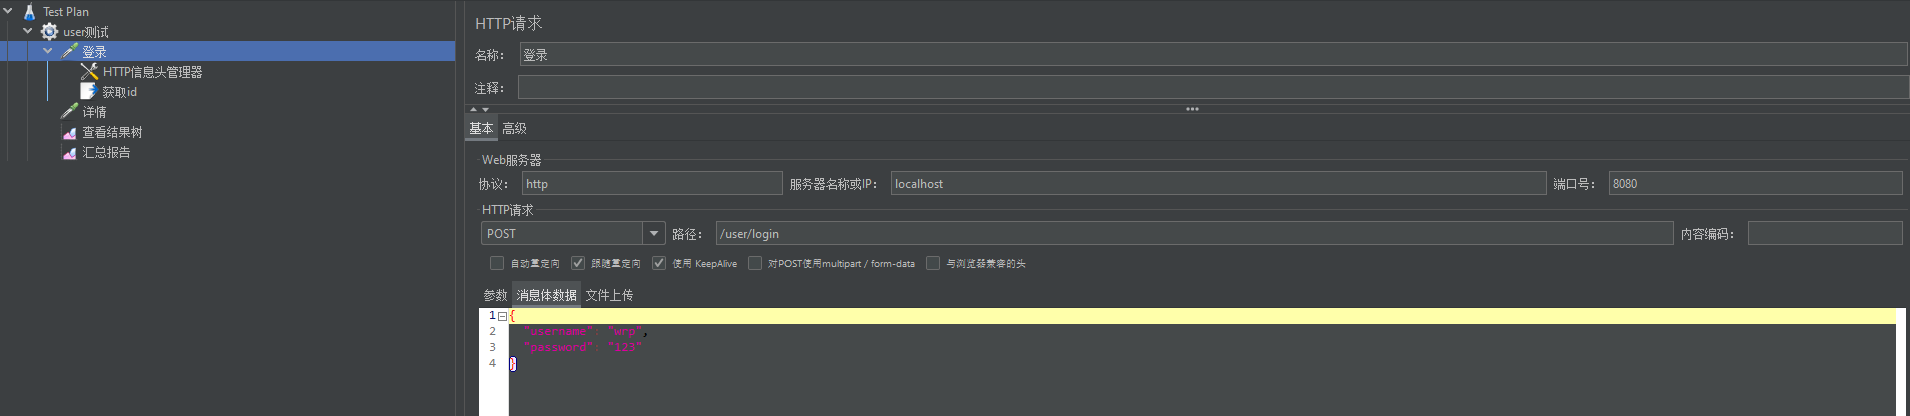 Test Plan
user测试
登录
HTTP信息头管理器
获取id
详情
查看结果树
汇总报告
HTTP请求
名称： 登录
注释：
基本 高级
Web服务器
协议： http 服务器名称或IP： localhost 端口号： 8080
HTTP请求
POST 路径： /user/login 内容编码：
自动重定向 跟随重定向 使用 KeepAlive 对POST使用multipart / form-data 与浏览器兼容的头
参数 消息体数据 文件上传
1 {
2 "username":
3 "password": "123"
4 }